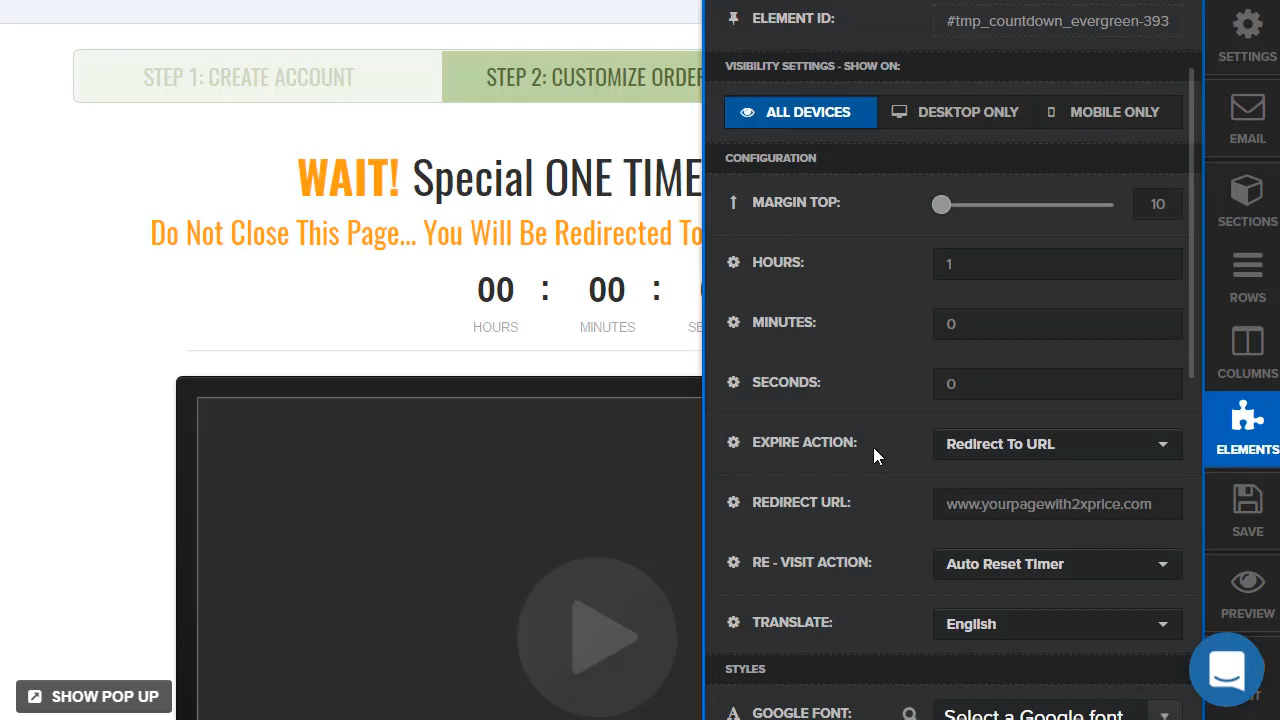 ELEMENT ID:
#tmp_countdown_evergreen-393
SETTINGS
VISIBILITY SETTINGS - SHOW ON:
STEP 1: CREATE ACCOUNT
STEP 2: CUSTOMIZE ORDER
ALL DEVICES
DESKTOP ONLY
MOBILE ONLY
EMAIL
CONFIGURATION
WAIT! Special ONE TIME
MARGIN TOP:
10
SECTIONS
Do Not Close This Page... You Will Be Redirected To
HOURS:
1
00 : 00 :
ROWS
HOURS
MINUTES
SE
MINUTES:
0
COLUMNS
SECONDS:
0
EXPIRE ACTION:
Redirect To URL
ELEMENTS
REDIRECT URL:
www.yourpagewith2xprice.com
SAVE
RE - VISIT ACTION:
Auto Reset Timer
PREVIEW
TRANSLATE:
English
STYLES
SHOW POP UP
GOOGLE FONT:
Select a Google font